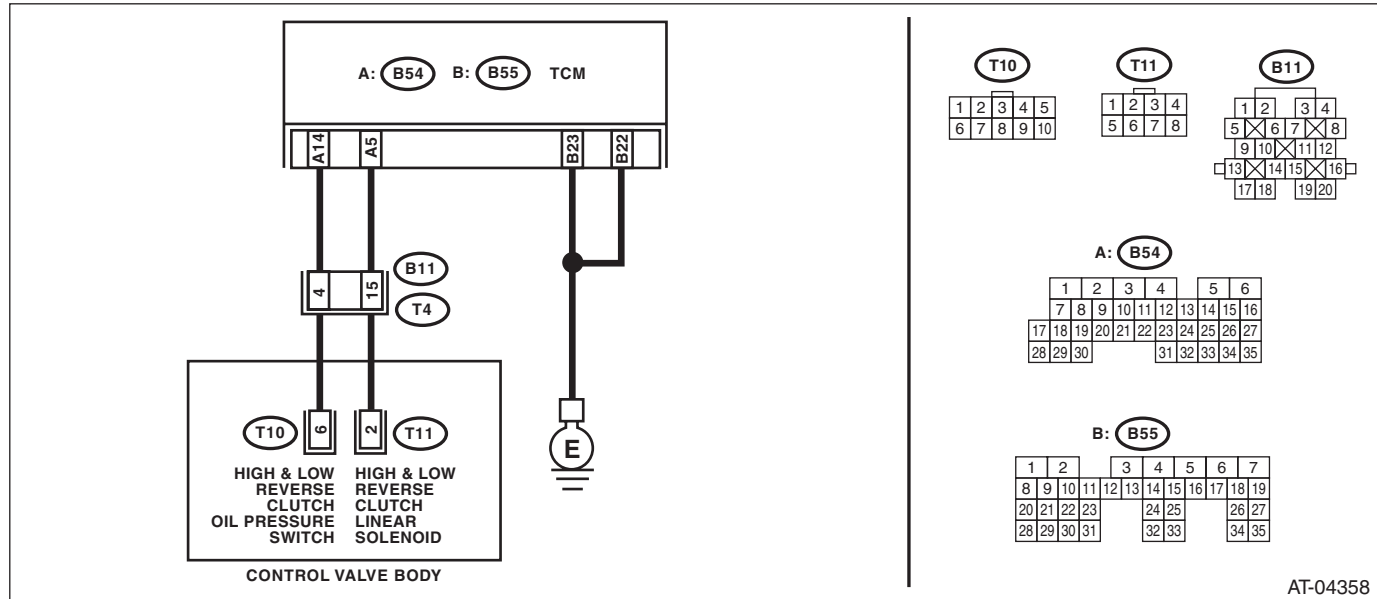 A: B54 B: B55 TCM
A14 A5 B23 B22
B11
4 15
T4
T10 6 2 T11
E
HIGH & LOW
REVERSE
CLUTCH
OIL PRESSURE
SWITCH
HIGH & LOW
REVERSE
CLUTCH
LINEAR
SOLENOID
CONTROL VALVE BODY
T10
1 2 3 4 5
6 7 8 9 10
T11
1 2 3 4
5 6 7 8
B11
1 2 3 4
5 6 7 8
9 10 11 12
13 14 15 16
17 18 19 20
A: B54
1 2 3 4 5 6
7 8 9 10 11 12 13 14 15 16
17 18 19 20 21 22 23 24 25 26 27
28 29 30 31 32 33 34 35
B: B55
1 2 3 4 5 6 7
8 9 10 11 12 13 14 15 16 17 18 19
20 21 22 23 24 25 26 27
28 29 30 31 32 33 34 35
AT-04358